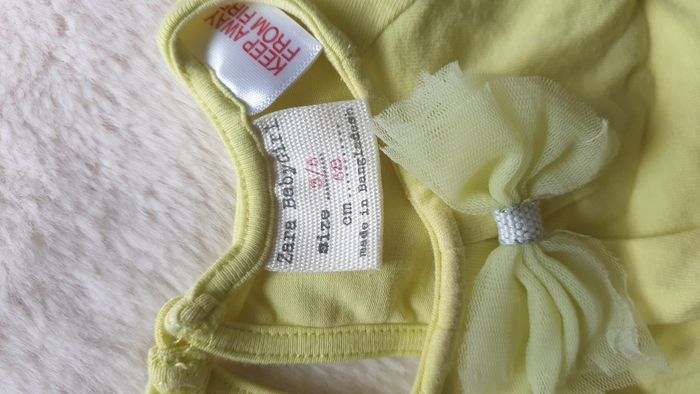 KEEP AWAY
FROM FIRE
Zara Babygirl
Size 3/6
cm 68
made in Bangladesh